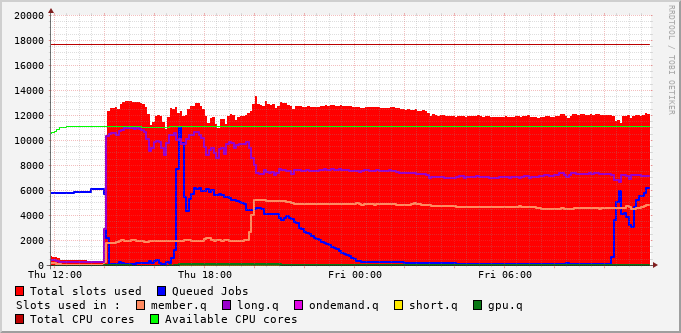 20000
18000
16000
14000
12000
10000
8000
6000
4000
2000
0
Thu 12:00 Thu 18:00 Fri 00:00 Fri 06:00
RRDTOOL / TOBI OETIKER
Total slots used Queued Jobs
Slots used in : member.q long.q ondemand.q short.q gpu.q
Total CPU cores Available CPU cores